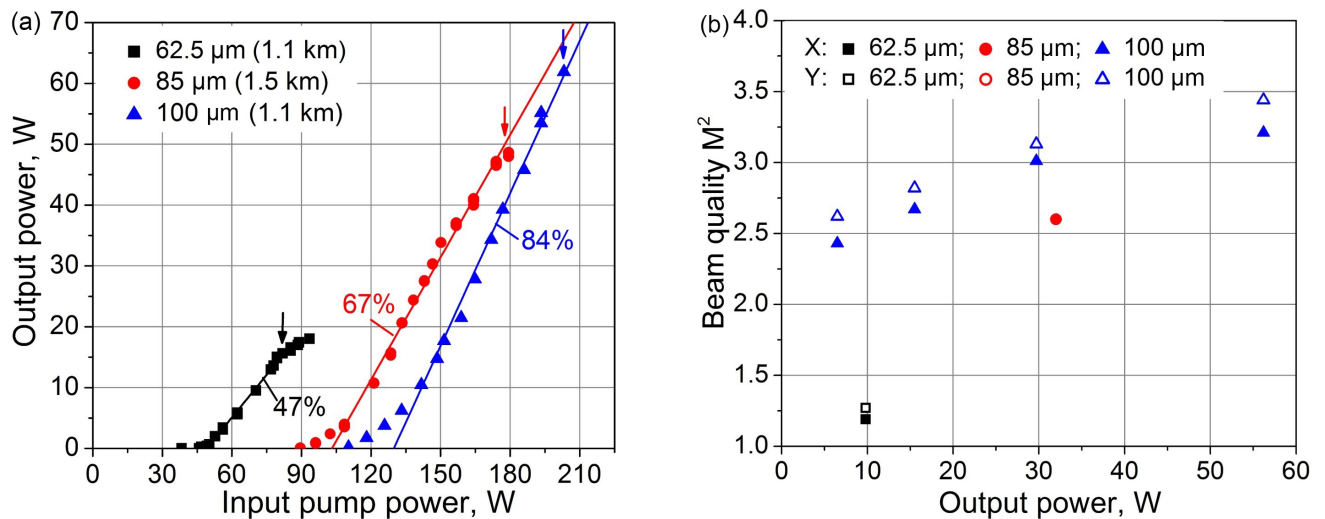 (a)
62.5 µm (1.1 km)
85 µm (1.5 km)
100 µm (1.1 km)
47%
67%
84%
70
60
50
40
30
20
10
0
Output power, W
0 30 60 90 120 150 180 210
Input pump power, W
(b)
X: 62.5 µm; 85 µm; 100 µm
Y: 62.5 µm; 85 µm; 100 µm
4.0
3.5
3.0
2.5
2.0
1.5
1.0
Beam quality M²
0 10 20 30 40 50 60
Output power, W